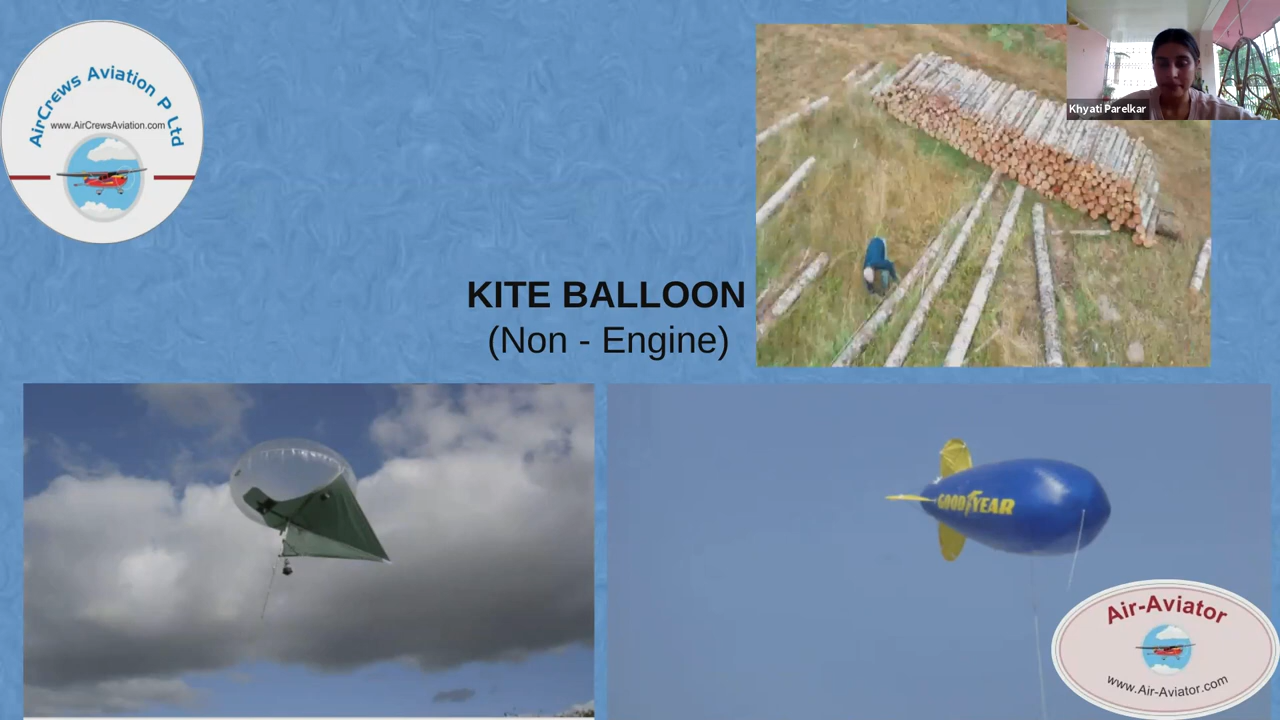 AirCrews Aviation P Ltd
www.AirCrewsAviation.com
Khyati Parelkar
KITE BALLOON
(Non - Engine)
GOODYEAR
Air-Aviator
www.Air-Aviator.com